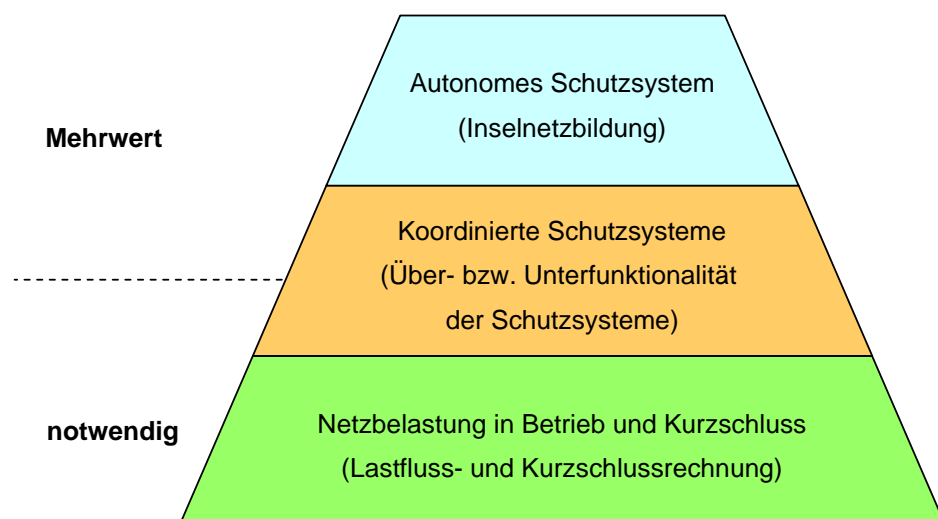 Autonomes Schutzsystem
(Inselnetzbildung)
Mehrwert
Koordinierte Schutzsysteme
(Über- bzw. Unterfunktionalität
der Schutzsysteme)
notwendig
Netzbelastung in Betrieb und Kurzschluss
(Lastfluss- und Kurzschlussrechnung)